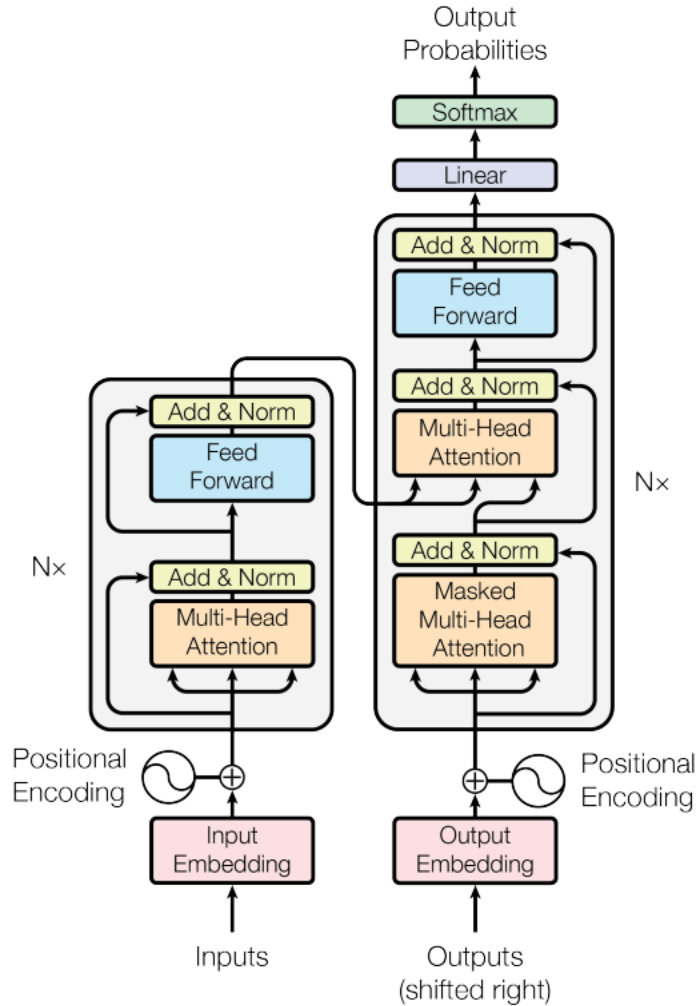 Output
Probabilities
Softmax
Linear
Add & Norm
Feed
Forward
Add & Norm
Multi-Head
Attention
Add & Norm
Masked
Multi-Head
Attention
Nx
Add & Norm
Feed
Forward
Add & Norm
Multi-Head
Attention
Nx
Positional
Encoding
Input
Embedding
Inputs
Positional
Encoding
Output
Embedding
Outputs
(shifted right)